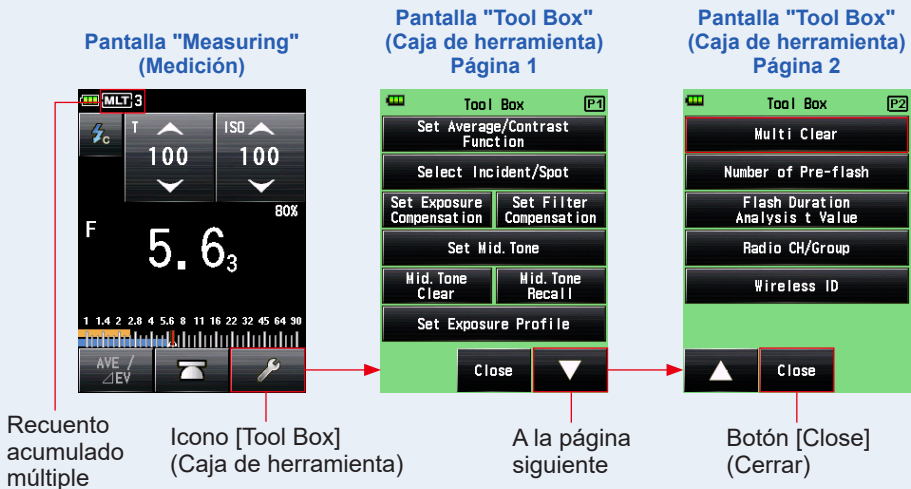 Pantalla "Measuring"
(Medición)
MLT 3
T
100
ISO
100
80%
F
5.6₃
1 1.4 2 2.8 4 5.6 8 11 16 22 32 45 64 90
AVE /
⊿EV
Recuento
acumulado
múltiple
Icono [Tool Box]
(Caja de herramienta)
Pantalla "Tool Box"
(Caja de herramienta)
Página 1
Tool Box P1
Set Average/Contrast
Function
Select Incident/Spot
Set Exposure
Compensation
Set Filter
Compensation
Set Mid. Tone
Mid. Tone
Clear
Mid. Tone
Recall
Set Exposure Profile
Close
A la página
siguiente
Pantalla "Tool Box"
(Caja de herramienta)
Página 2
Tool Box P2
Multi Clear
Number of Pre-flash
Flash Duration
Analysis t Value
Radio CH/Group
Wireless ID
Close
Botón [Close]
(Cerrar)